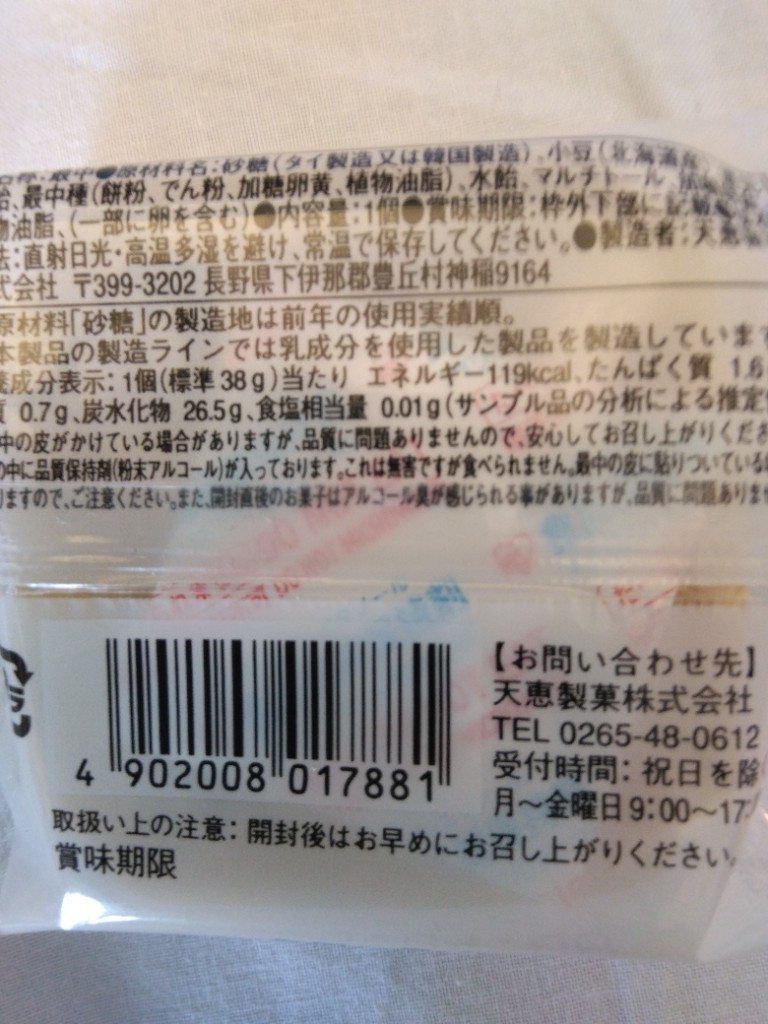 名称:最中●原材料名:砂糖(タイ製造又は韓国製造)、小豆(北海道産
飴、最中種(餅粉、でん粉、加糖卵黄、植物油脂)、水飴、マルチトール
物油脂、(一部に卵を含む)●内容量:1個●賞味期限:枠外下部に記載
法:直射日光・高温多湿を避け、常温で保存してください。●製造者:天恵
式会社 〒399-3202 長野県下伊那郡豊丘村神稲9164
原材料「砂糖」の製造地は前年の使用実績順。
本製品の製造ラインでは乳成分を使用した製品を製造していま
養成分表示:1個(標準38g)当たり エネルギー119kcal、たんぱく質 1.6
質 0.7g、炭水化物 26.5g、食塩相当量 0.01g(サンプル品の分析による推定
中の皮がかけている場合がありますが、品質に問題ありませんので、安心してお召し上がりくださ
の中に品質保持剤(粉末アルコール)が入っております。これは無害ですが食べられません。最中の皮に貼りついている
りますので、ご注意ください。また、開封直後のお菓子はアルコール臭が感じられる事がありますが、品質に問題ありませ
プラ
4 902008 017881
【お問い合わせ先】
天恵製菓株式会社
TEL 0265-48-0612
受付時間:祝日を除
月~金曜日9:00~17:
取扱い上の注意:開封後はお早めにお召し上がりください。
賞味期限